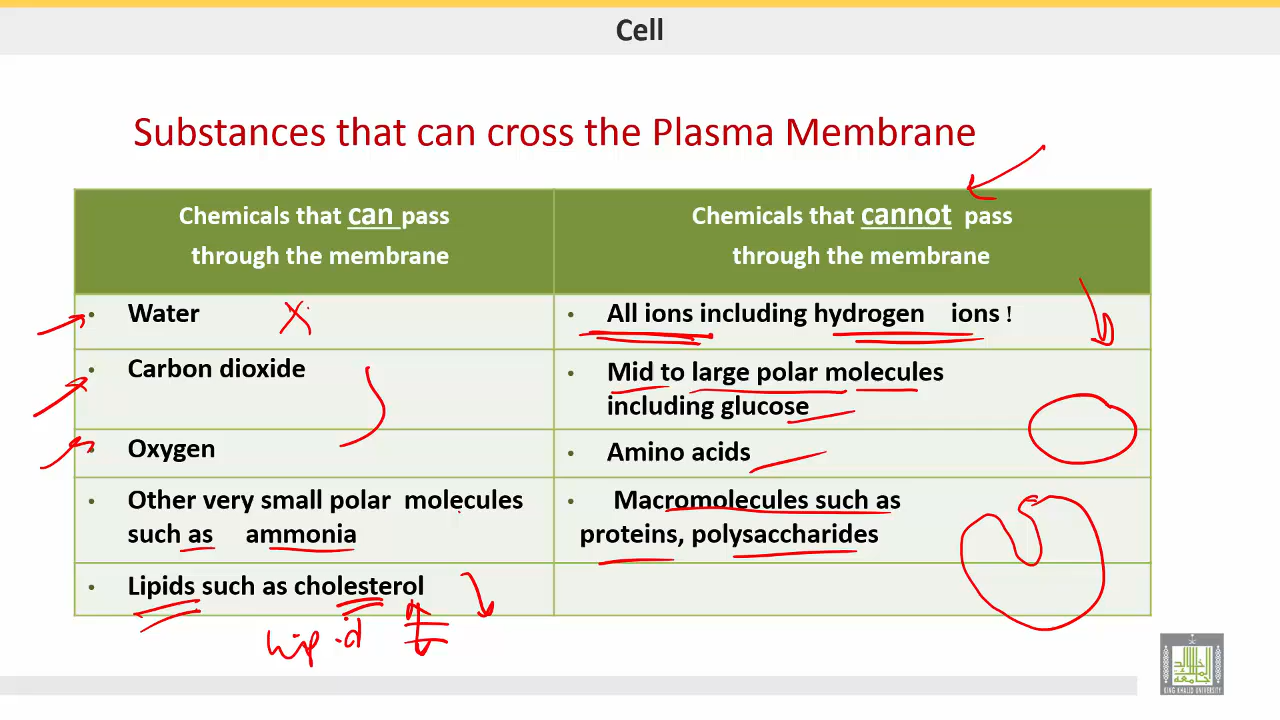 Cell
Substances that can cross the Plasma Membrane
Chemicals that can pass
through the membrane
Chemicals that cannot pass
through the membrane
• Water
• All ions including hydrogen ions !
• Carbon dioxide
• Mid to large polar molecules
including glucose
• Oxygen
• Amino acids
• Other very small polar molecules
such as ammonia
• Macromolecules such as
proteins, polysaccharides
• Lipids such as cholesterol
KING KHALID UNIVERSITY